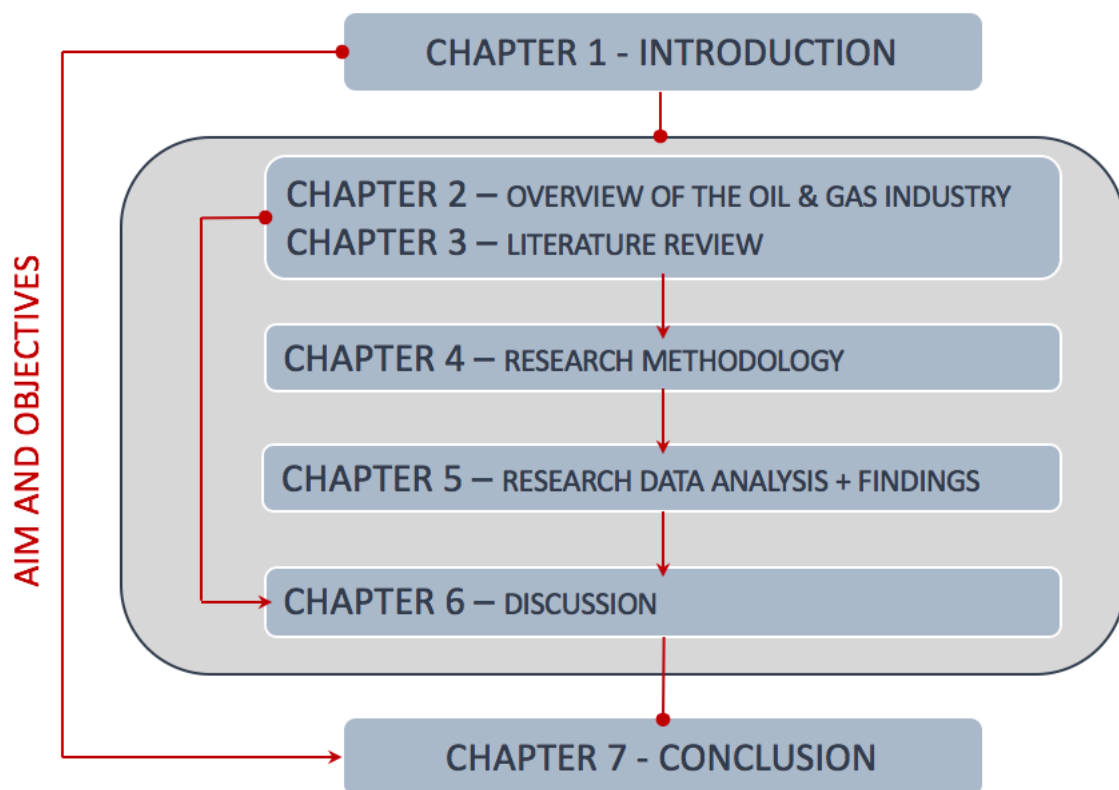 CHAPTER 1 - INTRODUCTION
CHAPTER 2 – OVERVIEW OF THE OIL & GAS INDUSTRY
CHAPTER 3 – LITERATURE REVIEW
CHAPTER 4 – RESEARCH METHODOLOGY
CHAPTER 5 – RESEARCH DATA ANALYSIS + FINDINGS
CHAPTER 6 – DISCUSSION
CHAPTER 7 - CONCLUSION
AIM AND OBJECTIVES